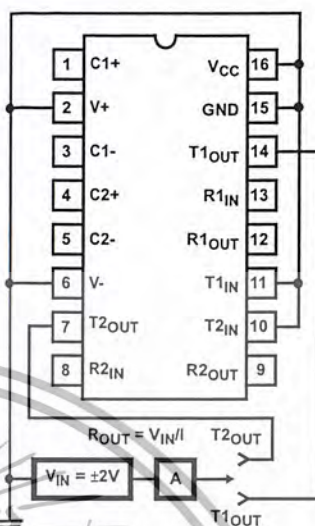 1 C1+ VCC 16
2 V+ GND 15
3 C1- T1OUT 14
4 C2+ R1IN 13
5 C2- R1OUT 12
6 V- T1IN 11
7 T2OUT T2IN 10
8 R2IN R2OUT 9
ROUT = VIN/I T2OUT
VIN = ±2V A
T1OUT